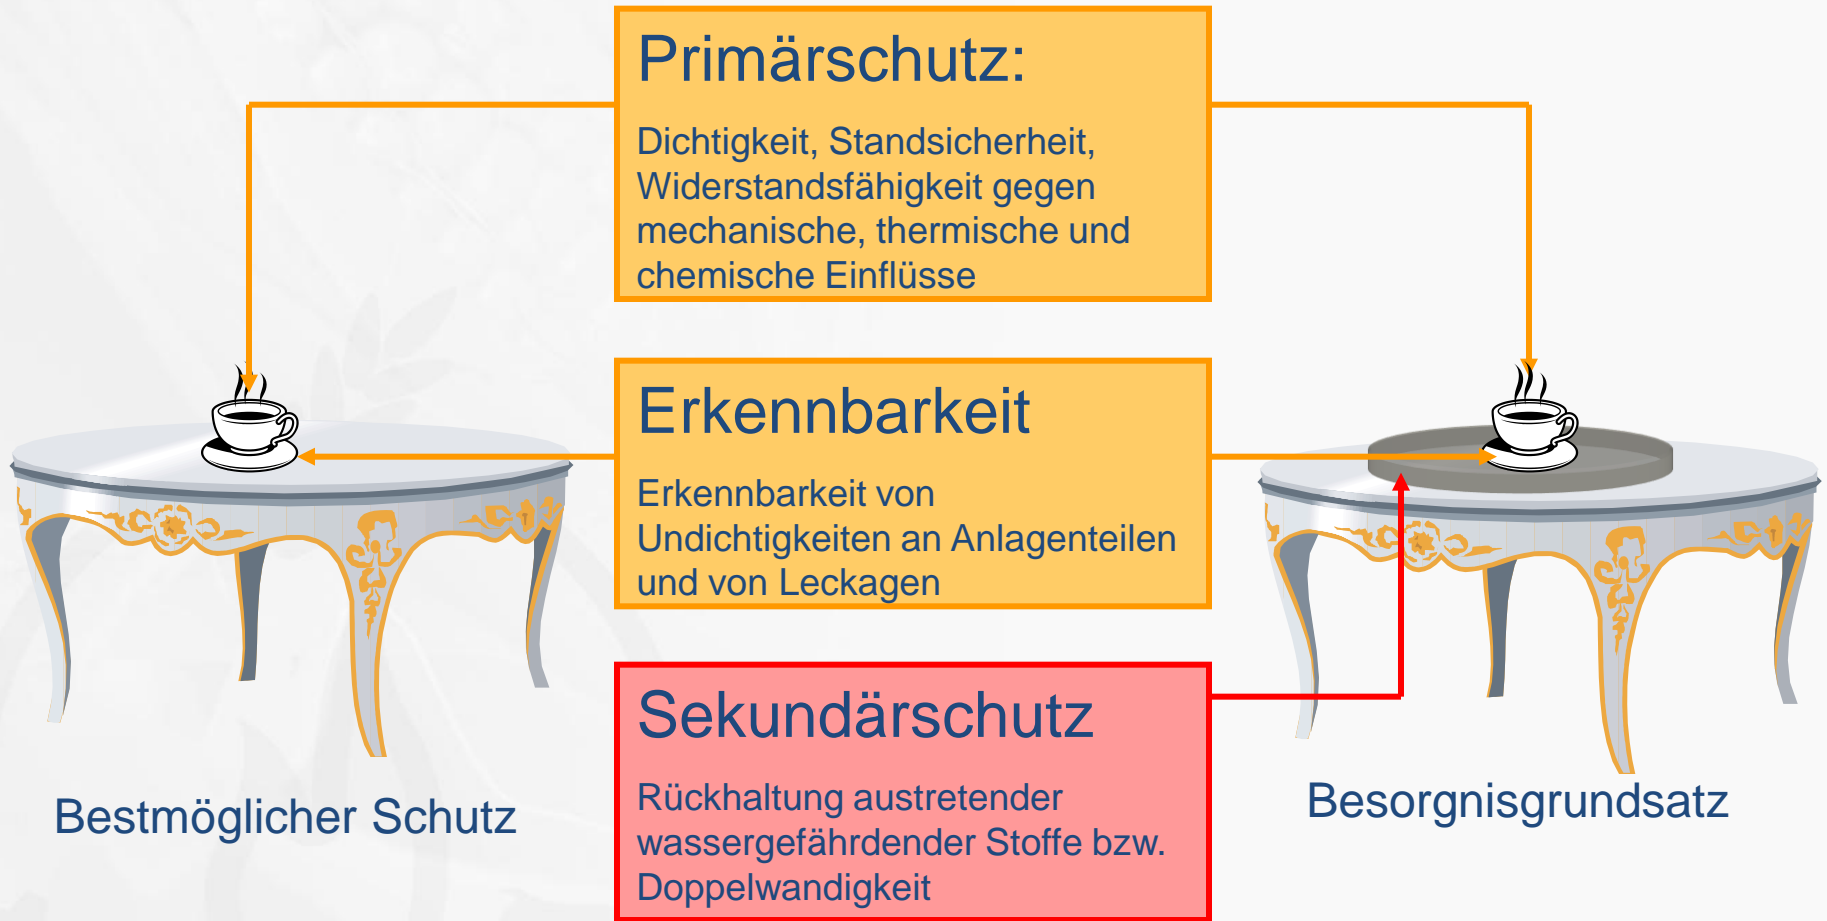 Primärschutz:
Dichtigkeit, Standsicherheit,
Widerstandsfähigkeit gegen
mechanische, thermische und
chemische Einflüsse
Erkennbarkeit
Erkennbarkeit von
Undichtigkeiten an Anlagenteilen
und von Leckagen
Sekundärschutz
Rückhaltung austretender
wassergefährdender Stoffe bzw.
Doppelwandigkeit
Bestmöglicher Schutz
Besorgnisgrundsatz